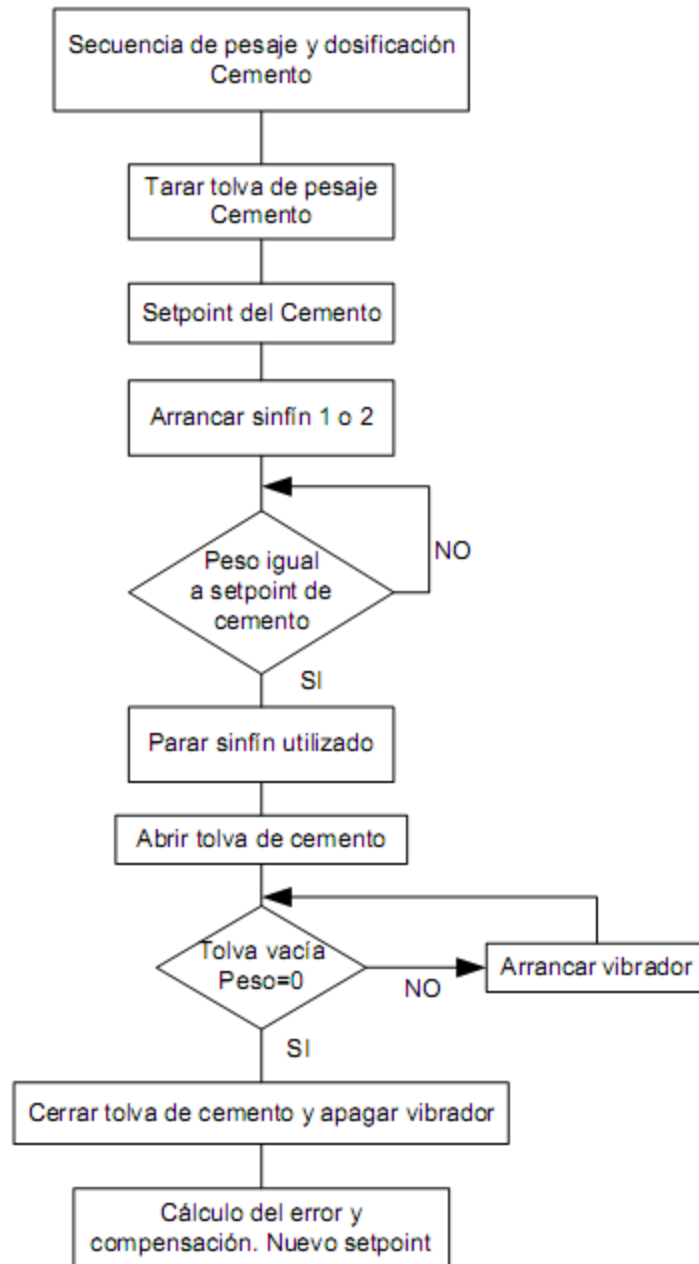 Secuencia de pesaje y dosificación
Cemento
Tarar tolva de pesaje
Cemento
Setpoint del Cemento
Arrancar sinfín 1 o 2
Peso igual
a setpoint de
cemento
NO
SI
Parar sinfín utilizado
Abrir tolva de cemento
Tolva vacía
Peso=0
NO
Arrancar vibrador
SI
Cerrar tolva de cemento y apagar vibrador
Cálculo del error y
compensación. Nuevo setpoint